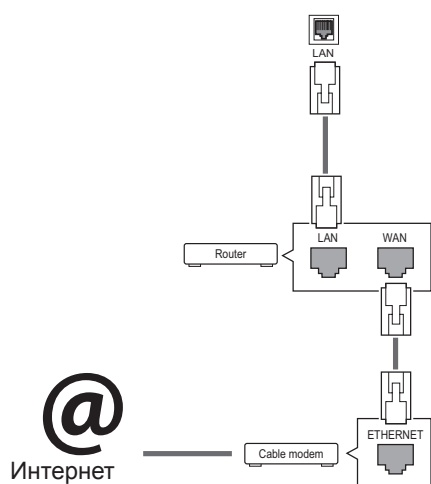 LAN
LAN WAN
Router
@
ETHERNET
Cable modem
Интернет